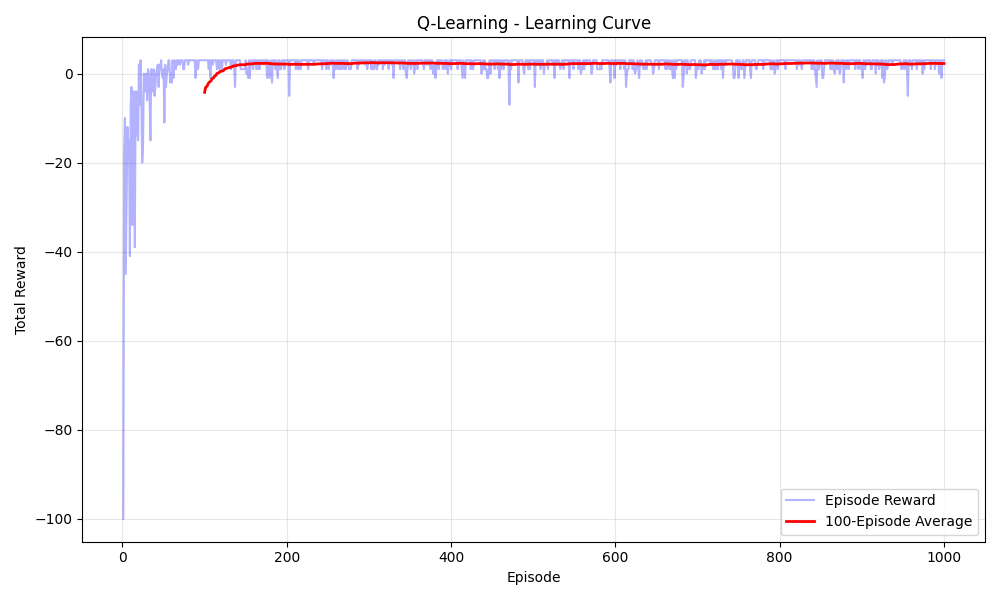 Q-Learning - Learning Curve
Total Reward
0
−20
−40
−60
−80
−100
0
200
400
600
800
1000
Episode
Episode Reward
100-Episode Average